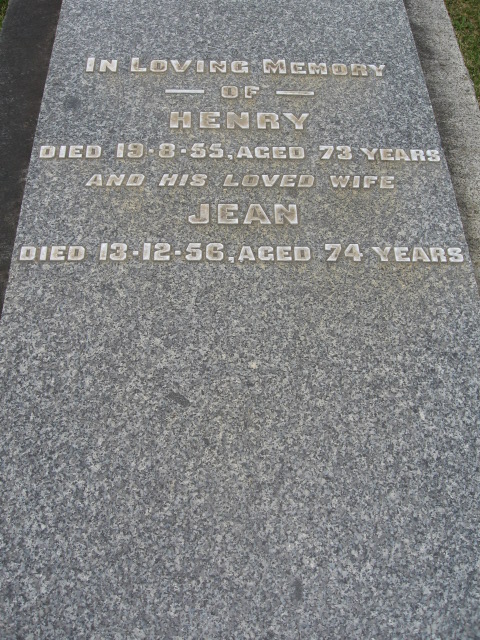 In Loving Memory
— OF —
HENRY
DIED 19·8·55, AGED 73 YEARS
AND HIS LOVED WIFE
JEAN
DIED 13·12·56, AGED 74 YEARS